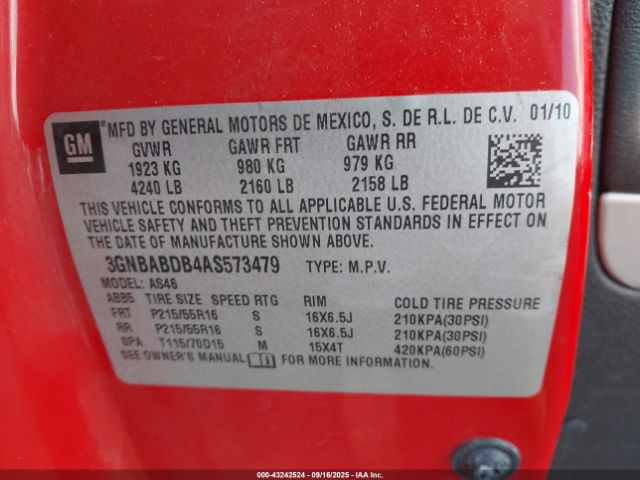 GM
MFD BY GENERAL MOTORS DE MEXICO, S. DE R.L. DE C.V. 01/10
GVWR GAWR FRT GAWR RR
1923 KG 980 KG 979 KG
4240 LB 2160 LB 2158 LB
THIS VEHICLE CONFORMS TO ALL APPLICABLE U.S. FEDERAL MOTOR
VEHICLE SAFETY AND THEFT PREVENTION STANDARDS IN EFFECT ON
THE DATE OF MANUFACTURE SHOWN ABOVE.
3GNBABDB4AS573479 TYPE: M.P.V.
MODEL: AS46
ABB5 TIRE SIZE SPEED RTG RIM COLD TIRE PRESSURE
FRT P215/55R16 S 16X6.5J 210KPA(30PSI)
RR P215/55R16 S 16X6.5J 210KPA(30PSI)
SPA T115/70D15 M 15X4T 420KPA(60PSI)
SEE OWNER'S MANUAL FOR MORE INFORMATION.
000-43242524 - 09/16/2025 - COPYRIGHT IAA, LLC